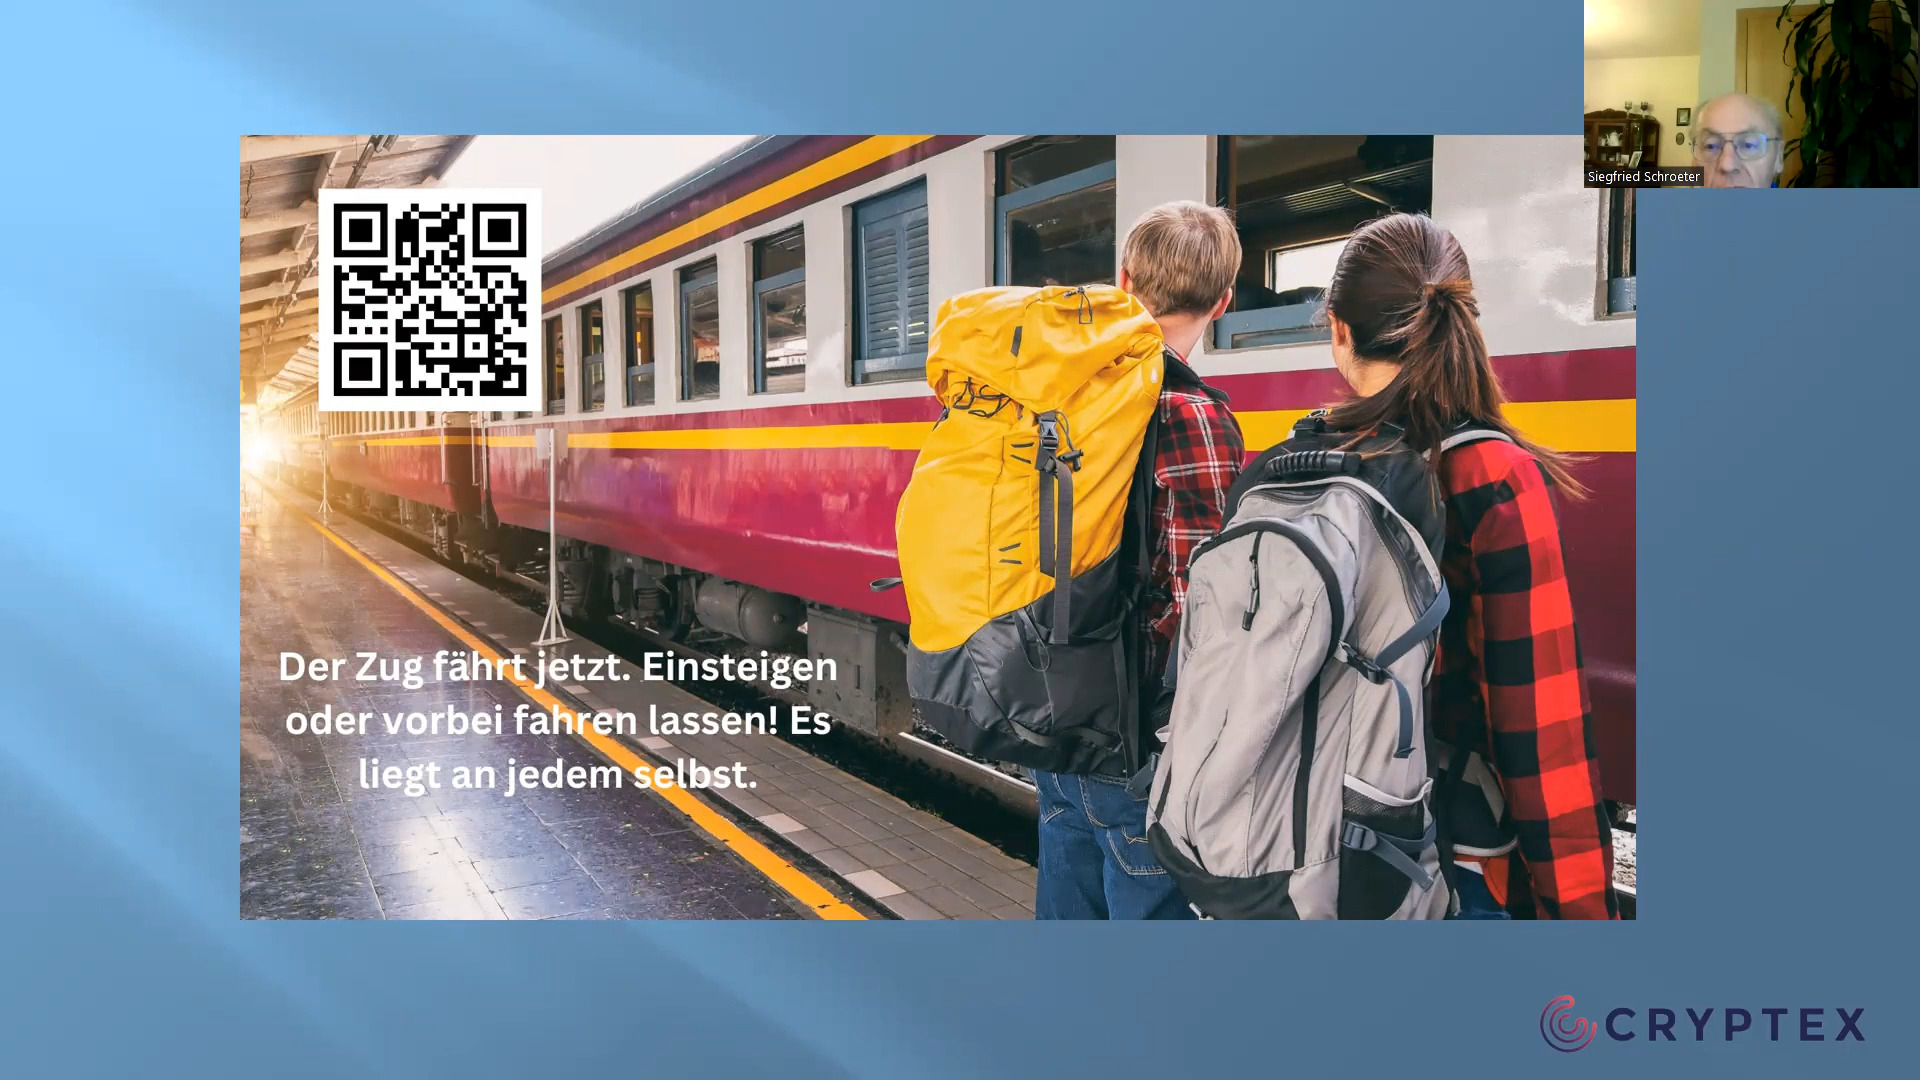 Siegfried Schroeter
Der Zug fährt jetzt. Einsteigen
oder vorbei fahren lassen! Es
liegt an jedem selbst.
CRYPTEX